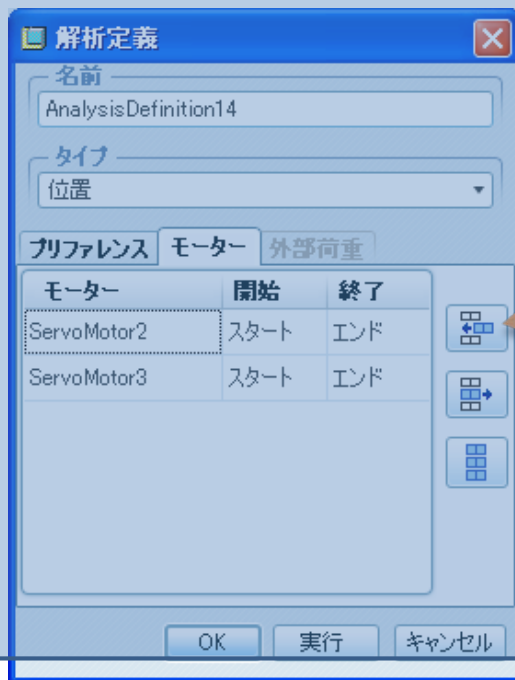 解析定義
名前
AnalysisDefinition14
タイプ
位置
プリファレンス モーター 外部荷重
モーター 開始 終了
ServoMotor2 スタート エンド
ServoMotor3 スタート エンド
OK 実行 キャンセル